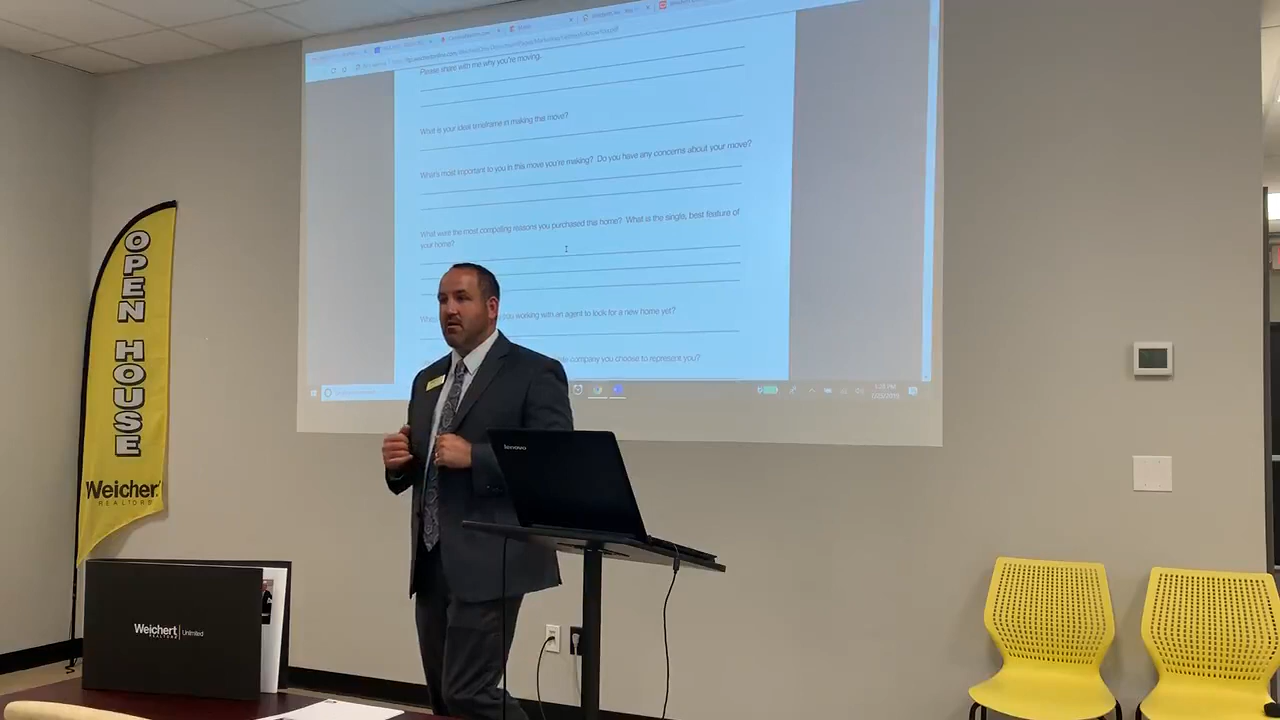 Please share with me why you're moving.
What is your ideal timeframe in making this move?
What's most important to you in this move you're making? Do you have any concerns about your move?
What were the most compelling reasons you purchased this home? What is the single, best feature of
your home?
you working with an agent to look for a new home yet?
company you choose to represent you?
OPEN HOUSE
Weichert
REALTORS
lenovo
Weichert Unlimited
REALTORS